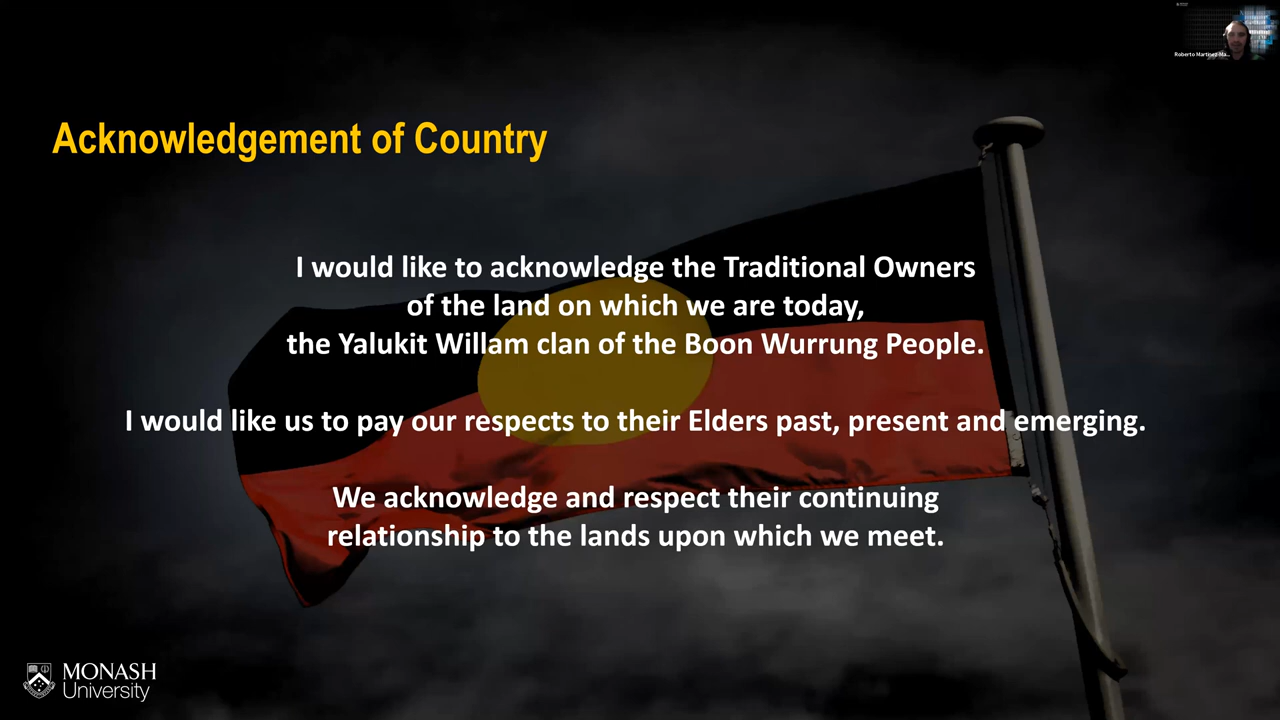 Roberto Martinez-Ma...
Acknowledgement of Country
I would like to acknowledge the Traditional Owners
of the land on which we are today,
the Yalukit Willam clan of the Boon Wurrung People.
I would like us to pay our respects to their Elders past, present and emerging.
We acknowledge and respect their continuing
relationship to the lands upon which we meet.
MONASH
University